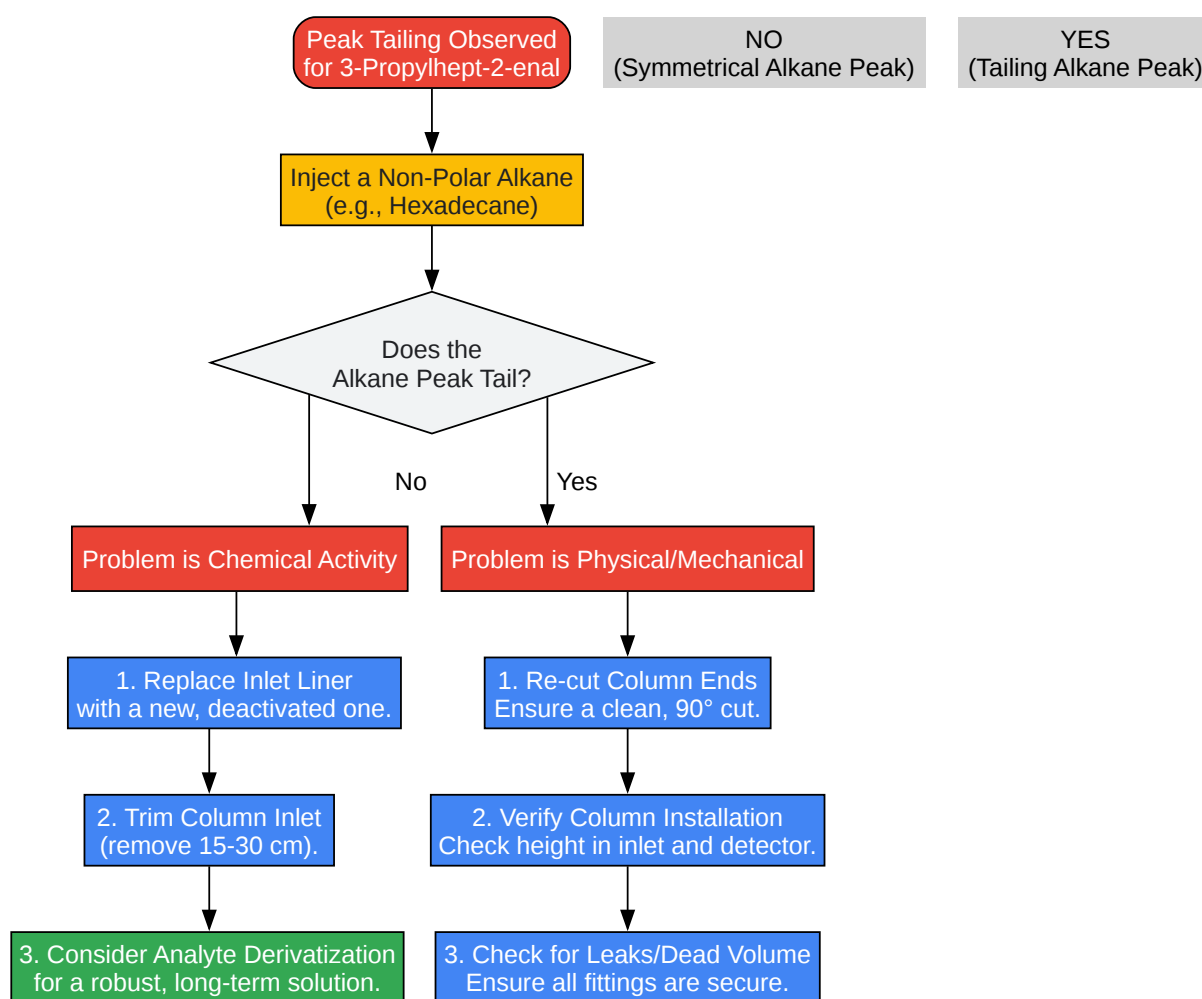 Peak Tailing Observed
for 3-Propylhept-2-enal
NO
(Symmetrical Alkane Peak)
YES
(Tailing Alkane Peak)
Inject a Non-Polar Alkane
(e.g., Hexadecane)
Does the
Alkane Peak Tail?
No
Yes
Problem is Chemical Activity
Problem is Physical/Mechanical
1. Replace Inlet Liner
with a new, deactivated one.
1. Re-cut Column Ends
Ensure a clean, 90° cut.
2. Trim Column Inlet
(remove 15-30 cm).
2. Verify Column Installation
Check height in inlet and detector.
3. Consider Analyte Derivatization
for a robust, long-term solution.
3. Check for Leaks/Dead Volume
Ensure all fittings are secure.